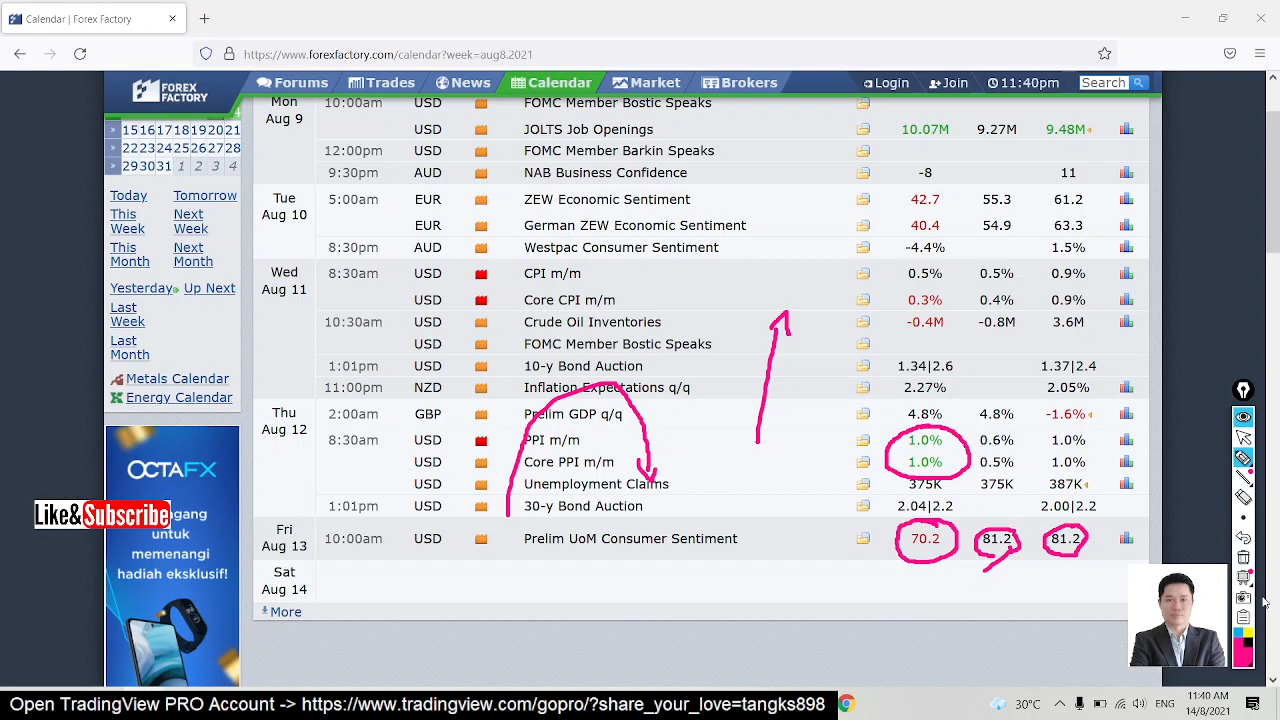 Calendar | Forex Factory
https://www.forexfactory.com/calendar?week=aug8.2021
FOREX FACTORY Forums Trades News Calendar Market Brokers Login Join 11:40pm Search
Mon Aug 9 10:00am USD FOMC Member Bostic Speaks
USD JOLTS Job Openings 10.07M 9.27M 9.48M
12:00pm USD FOMC Member Barkin Speaks
9:30pm AUD NAB Business Confidence -8 11
Tue Aug 10 5:00am EUR ZEW Economic Sentiment 42.7 55.3 61.2
EUR German ZEW Economic Sentiment 40.4 54.9 63.3
8:30pm AUD Westpac Consumer Sentiment -4.4% 1.5%
Wed Aug 11 8:30am USD CPI m/m 0.5% 0.5% 0.9%
USD Core CPI m/m 0.3% 0.4% 0.9%
10:30am USD Crude Oil Inventories -0.4M -0.8M 3.6M
USD FOMC Member Bostic Speaks
1:01pm USD 10-y Bond Auction 1.34|2.6 1.37|2.4
11:00pm NZD Inflation Expectations q/q 2.27% 2.05%
Thu Aug 12 2:00am GBP Prelim GDP q/q 4.8% 4.8% -1.6%
8:30am USD PPI m/m 1.0% 0.6% 1.0%
USD Core PPI m/m 1.0% 0.5% 1.0%
USD Unemployment Claims 375K 375K 387K
1:01pm USD 30-y Bond Auction 2.04|2.2 2.00|2.2
Fri Aug 13 10:00am USD Prelim UoM Consumer Sentiment 70.2 81.2 81.2
Sat Aug 14
More
15 16 17 18 19 20 21
22 23 24 25 26 27 28
29 30 31 1 2 3 4
Today Tomorrow
This Week Next Week
This Month Next Month
Yesterday Up Next
Last Week
Last Month
Metals Calendar
Energy Calendar
OCTAFX
untuk
memenangi
hadiah eksklusif!
Like&Subscribe
Open TradingView PRO Account -> https://www.tradingview.com/gopro/?share_your_love=tangks898
30°C ENG 11:40 AM
14/8/2021